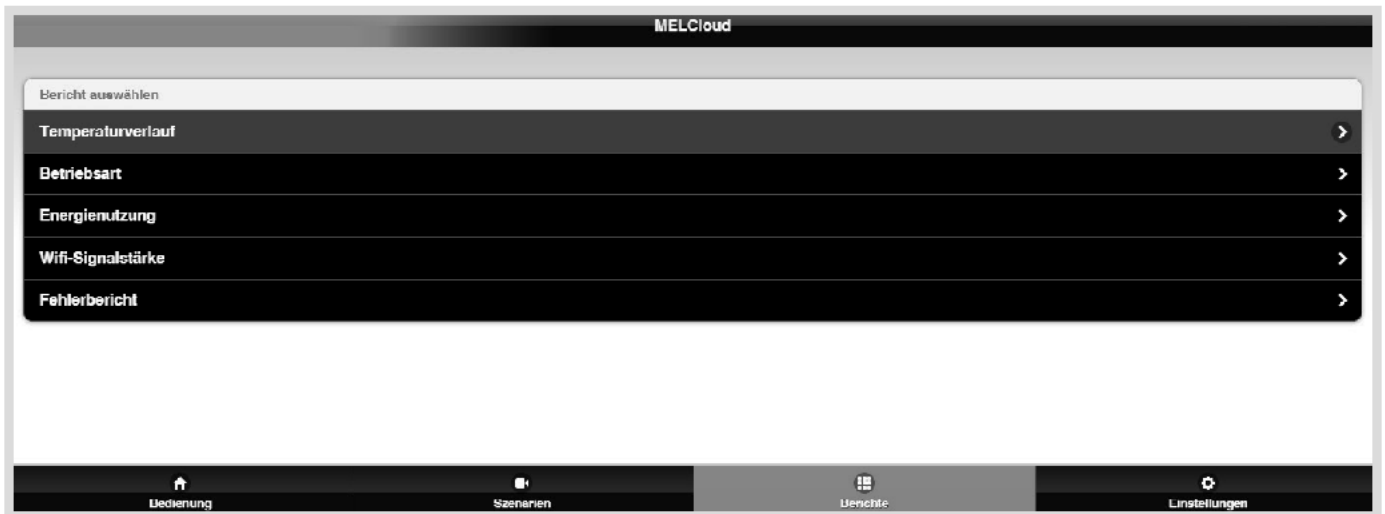 MELCloud
Bericht auswählen
Temperaturverlauf
Betriebsart
Energienutzung
Wifi-Signalstärke
Fehlerbericht
Bedienung
Szenarien
Berichte
Einstellungen